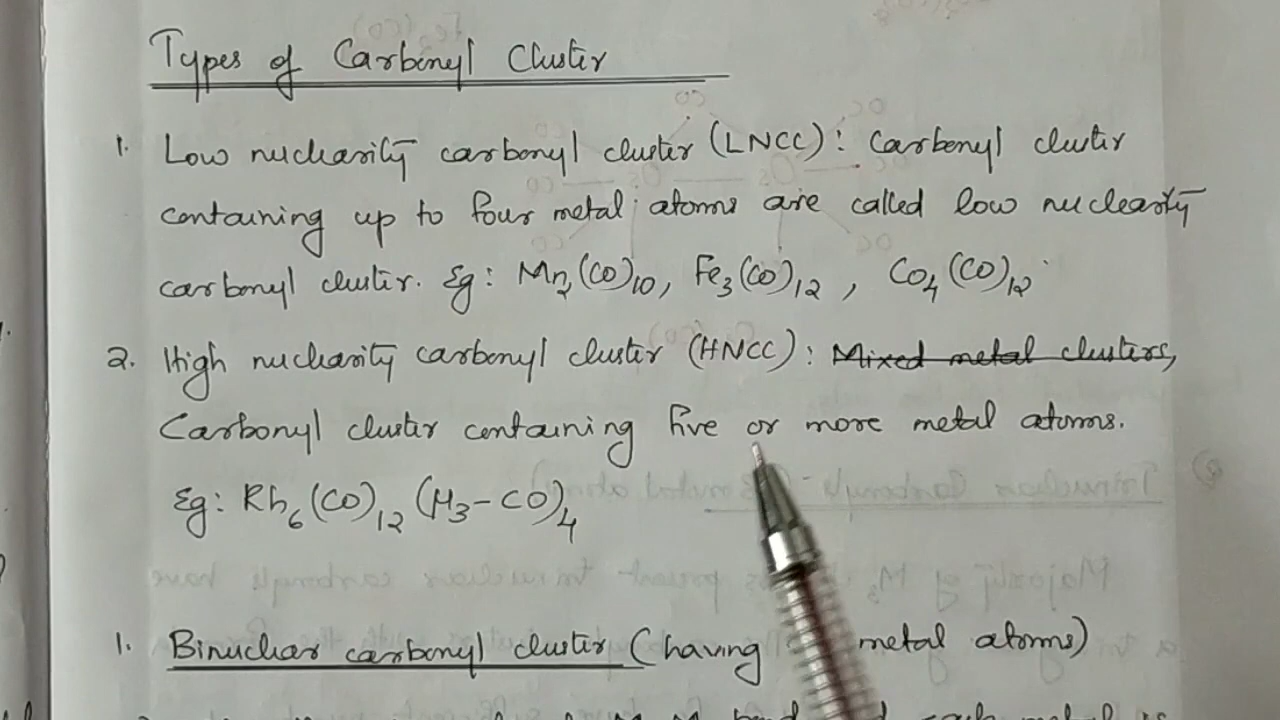 Types of Carbonyl Cluster
1. Low nuclearity carbonyl cluster (LNCC): Carbonyl cluster
containing up to four metal atoms are called low nuclearity
carbonyl cluster. Eg: Mn₂(CO)₁₀, Fe₃(CO)₁₂, Co₄(CO)₁₂.
2. High nuclearity carbonyl cluster (HNCC): Mixed metal clusters,
Carbonyl cluster containing five or more metal atoms.
Eg: Rh₆(CO)₁₂(μ₃-CO)₄
1. Binuclear carbonyl cluster (having metal atoms)